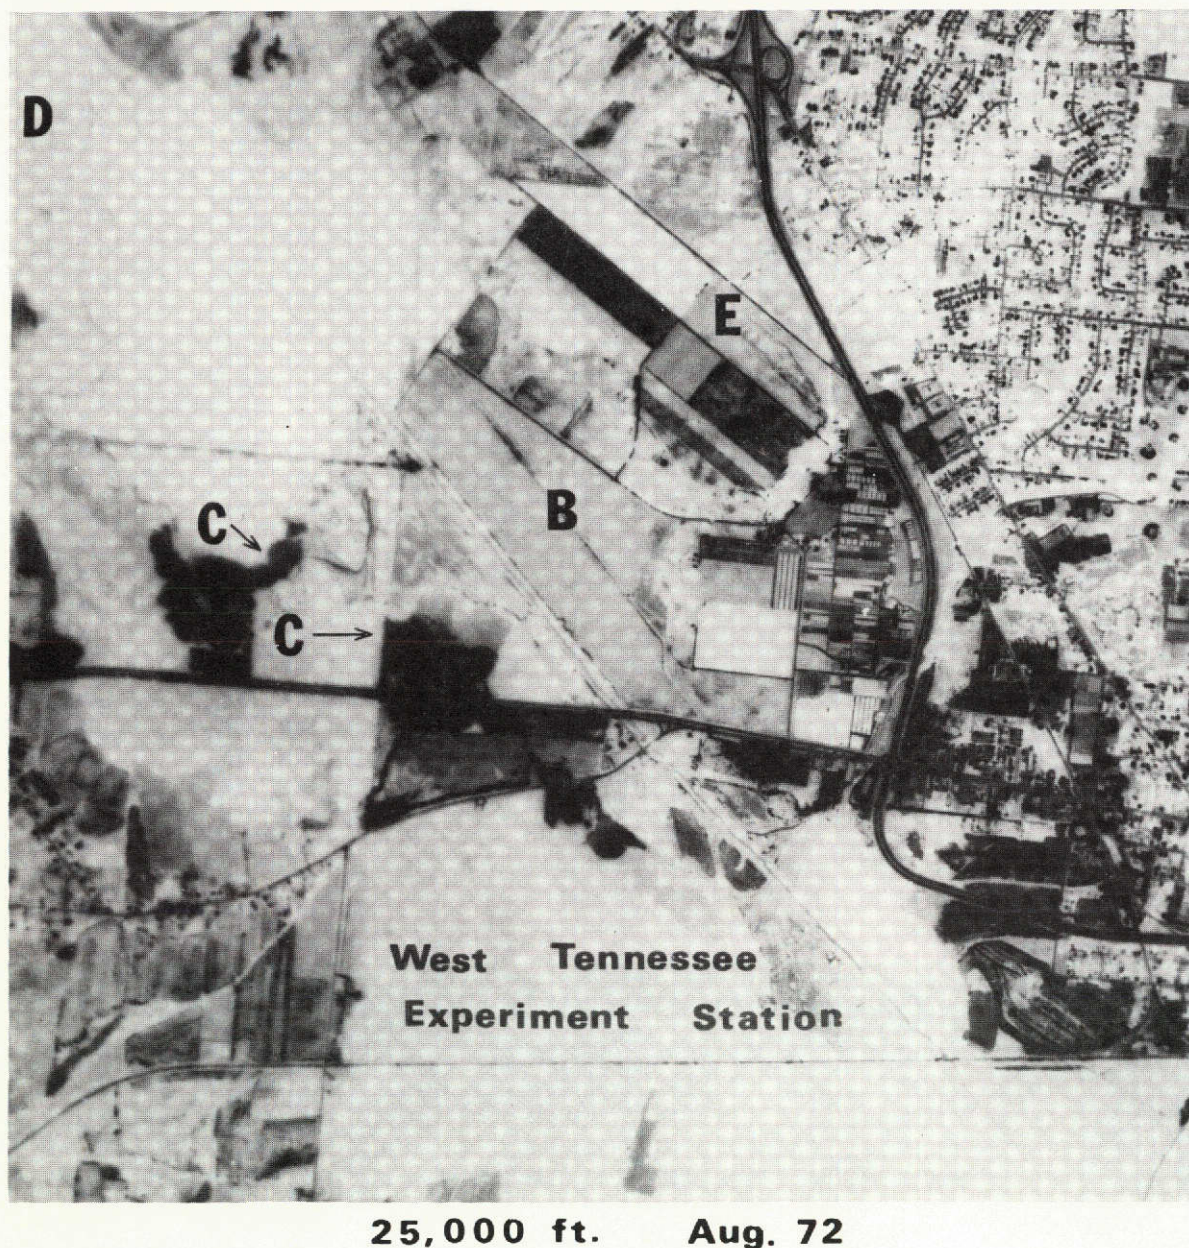 D
E
B
C
C
West Tennessee
Experiment Station
25,000 ft. Aug. 72